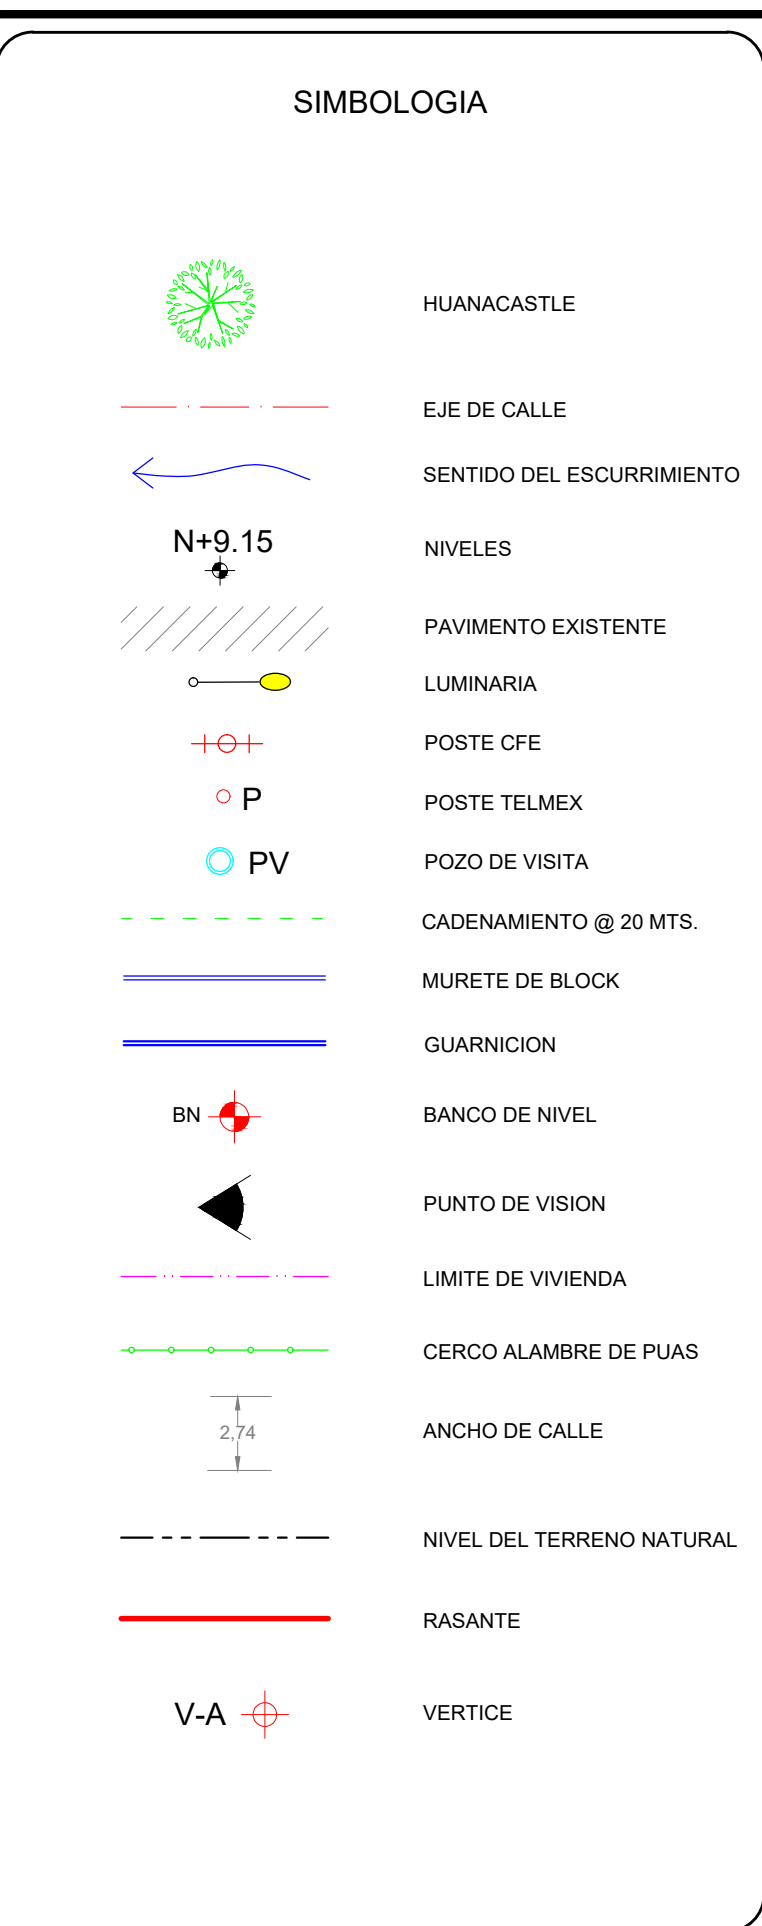 SIMBOLOGIA
HUANACASTLE
EJE DE CALLE
SENTIDO DEL ESCURRIMIENTO
N+9.15 NIVELES
PAVIMENTO EXISTENTE
LUMINARIA
POSTE CFE
P POSTE TELMEX
PV POZO DE VISITA
CADENAMIENTO @ 20 MTS.
MURETE DE BLOCK
GUARNICION
BN BANCO DE NIVEL
PUNTO DE VISION
LIMITE DE VIVIENDA
CERCO ALAMBRE DE PUAS
2,74 ANCHO DE CALLE
NIVEL DEL TERRENO NATURAL
RASANTE
V-A VERTICE